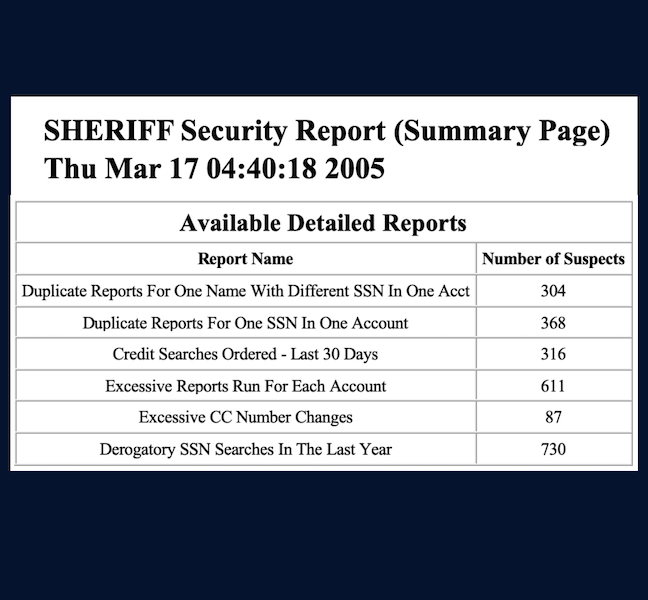 SHERIFF Security Report (Summary Page)
Thu Mar 17 04:40:18 2005
Available Detailed Reports
Report Name Number of Suspects
Duplicate Reports For One Name With Different SSN In One Acct 304
Duplicate Reports For One SSN In One Account 368
Credit Searches Ordered - Last 30 Days 316
Excessive Reports Run For Each Account 611
Excessive CC Number Changes 87
Derogatory SSN Searches In The Last Year 730